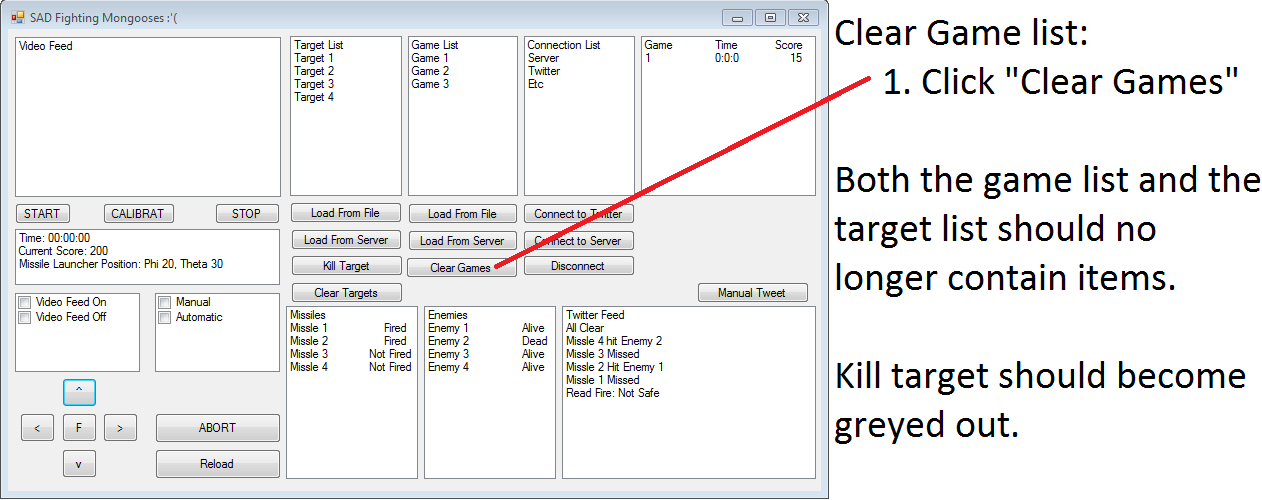 SAD Fighting Mongooses :'(
Video Feed
Target List
Target 1
Target 2
Target 3
Target 4
Game List
Game 1
Game 2
Game 3
Connection List
Server
Twitter
Etc
Game Time Score
1 0:0:0 15
START CALIBRAT STOP
Load From File Load From File Connect to Twitter
Load From Server Load From Server Connect to Server
Kill Target Clear Games Disconnect
Clear Targets Manual Tweet
Time: 00:00:00
Current Score: 200
Missile Launcher Position: Phi 20, Theta 30
Video Feed On
Video Feed Off
Manual
Automatic
^
< F >
v
ABORT
Reload
Missiles
Missle 1 Fired
Missle 2 Fired
Missle 3 Not Fired
Missle 4 Not Fired
Enemies
Enemy 1 Alive
Enemy 2 Dead
Enemy 3 Alive
Enemy 4 Alive
Twitter Feed
All Clear
Missle 4 hit Enemy 2
Missle 3 Missed
Missle 2 Hit Enemy 1
Missle 1 Missed
Read Fire: Not Safe
Clear Game list:
1. Click "Clear Games"
Both the game list and the
target list should no
longer contain items.
Kill target should become
greyed out.